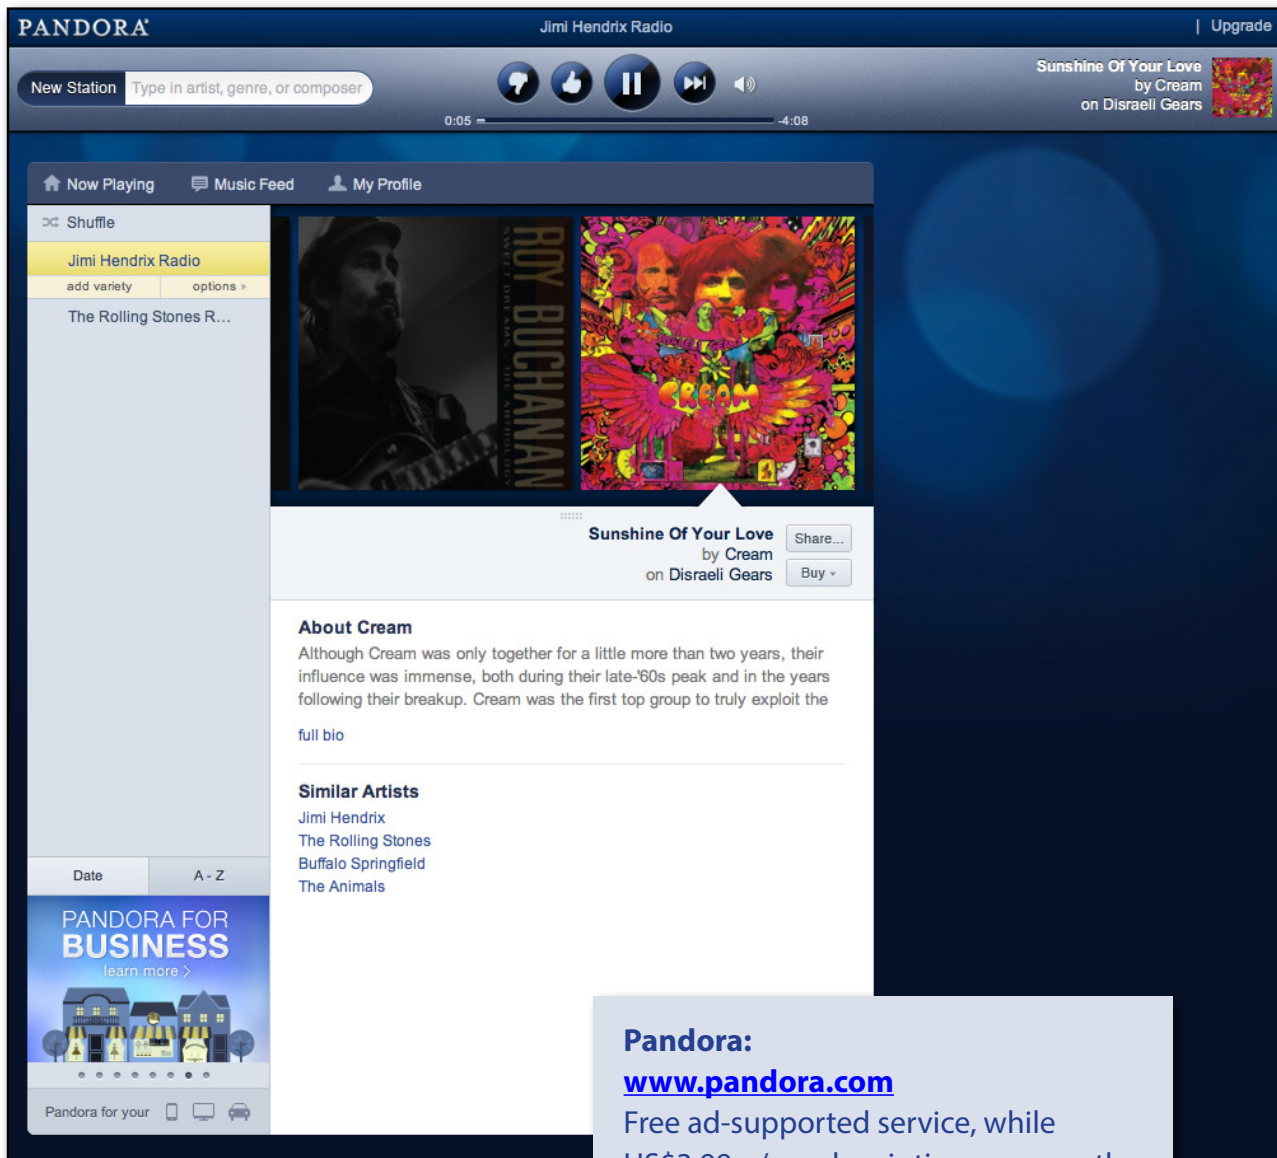 PANDORA
Jimi Hendrix Radio
| Upgrade
New Station Type in artist, genre, or composer
0:05
-4:08
Sunshine Of Your Love
by Cream
on Disraeli Gears
Now Playing
Music Feed
My Profile
Shuffle
Jimi Hendrix Radio
add variety
options
The Rolling Stones R...
ROY BUCHANAN
SWEET DREAMS: THE ANTHOLOGY
DISRAELI GEARS
CREAM
Sunshine Of Your Love
by Cream
on Disraeli Gears
Share...
Buy
About Cream
Although Cream was only together for a little more than two years, their
influence was immense, both during their late-'60s peak and in the years
following their breakup. Cream was the first top group to truly exploit the
full bio
Similar Artists
Jimi Hendrix
The Rolling Stones
Buffalo Springfield
The Animals
Date
A - Z
PANDORA FOR
BUSINESS
learn more >
Pandora for your
Pandora:
www.pandora.com
Free ad-supported service, while